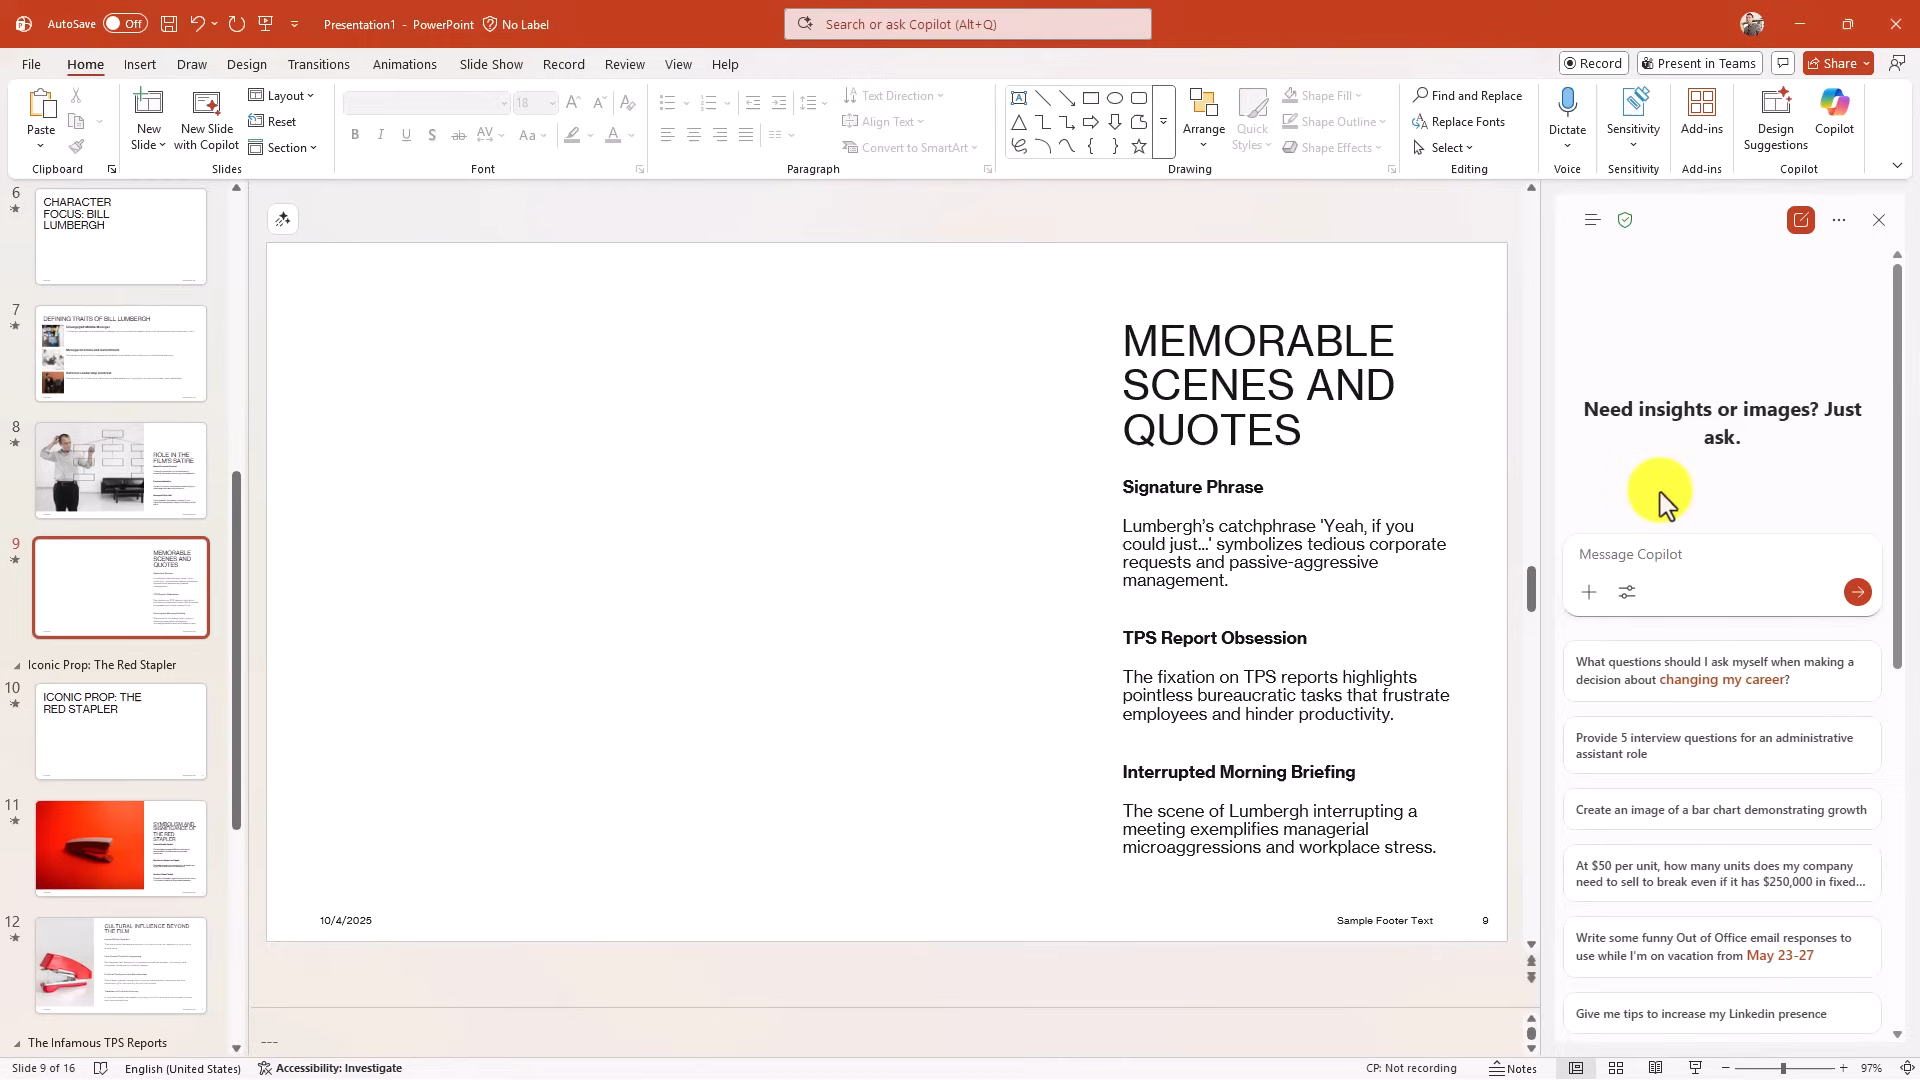 AutoSave Off Presentation1 - PowerPoint No Label Search or ask Copilot (Alt+Q)
File Home Insert Draw Design Transitions Animations Slide Show Record Review View Help Record Present in Teams Share
Paste
New Slide
New Slide with Copilot
Layout
Reset
Section
18
Text Direction
Align Text
Convert to SmartArt
Arrange
Quick Styles
Shape Fill
Shape Outline
Shape Effects
Find and Replace
Replace Fonts
Select
Dictate
Sensitivity
Add-ins
Design Suggestions
Copilot
Clipboard Slides Font Paragraph Drawing Editing Voice Sensitivity Add-ins Copilot
6
CHARACTER
FOCUS: BILL
LUMBERGH
7
DEFINING TRAITS OF BILL LUMBERGH
8
ROLE IN THE
FILM'S SATIRE
9
MEMORABLE
SCENES AND
QUOTES
Iconic Prop: The Red Stapler
10
ICONIC PROP: THE
RED STAPLER
11
SYMBOLISM AND
SIGNIFICANCE OF
THE RED
STAPLER
12
CULTURAL INFLUENCE BEYOND
THE FILM
The Infamous TPS Reports
MEMORABLE
SCENES AND
QUOTES
Signature Phrase
Lumbergh's catchphrase 'Yeah, if you
could just...' symbolizes tedious corporate
requests and passive-aggressive
management.
TPS Report Obsession
The fixation on TPS reports highlights
pointless bureaucratic tasks that frustrate
employees and hinder productivity.
Interrupted Morning Briefing
The scene of Lumbergh interrupting a
meeting exemplifies managerial
microaggressions and workplace stress.
10/4/2025 Sample Footer Text 9
---
Need insights or images? Just
ask.
Message Copilot
What questions should I ask myself when making a
decision about changing my career?
Provide 5 interview questions for an administrative
assistant role
Create an image of a bar chart demonstrating growth
At $50 per unit, how many units does my company
need to sell to break even if it has $250,000 in fixed...
Write some funny Out of Office email responses to
use while I'm on vacation from May 23-27
Give me tips to increase my Linkedin presence
Slide 9 of 16 English (United States) Accessibility: Investigate CP: Not recording Notes 97%